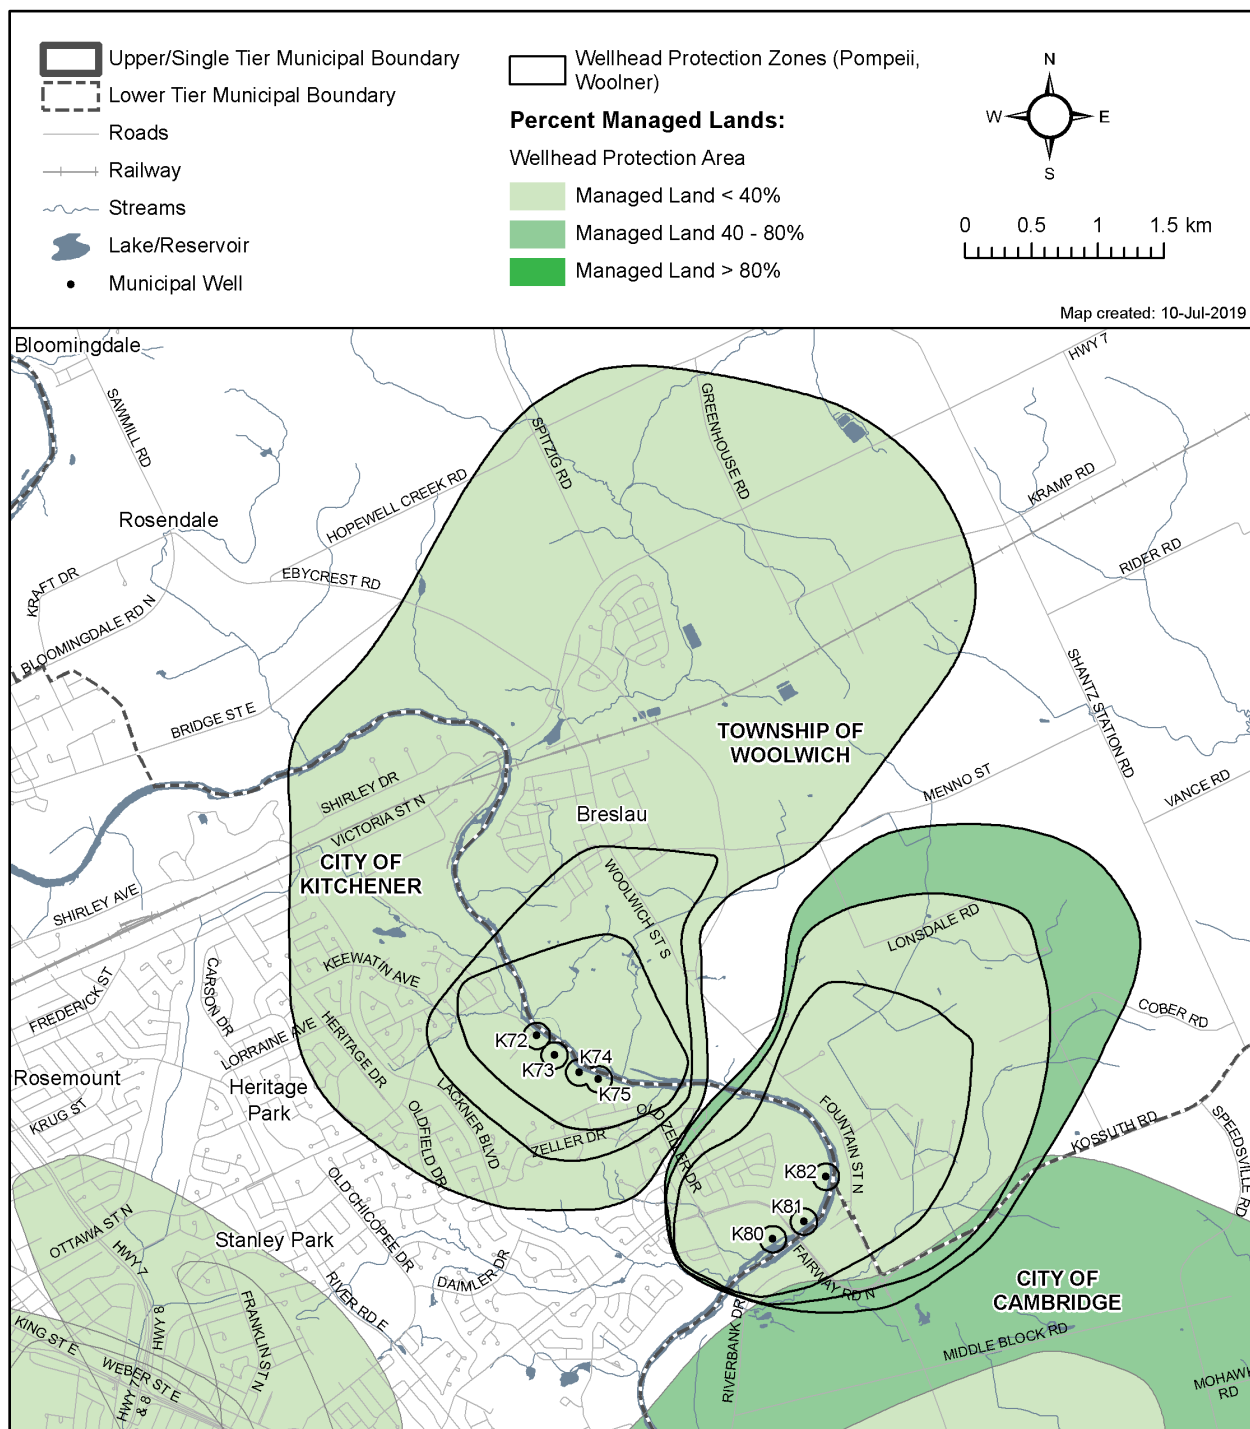 Upper/Single Tier Municipal Boundary
Lower Tier Municipal Boundary
Roads
Railway
Streams
Lake/Reservoir
Municipal Well
Wellhead Protection Zones (Pompeii,
Woolner)
Percent Managed Lands:
Wellhead Protection Area
Managed Land < 40%
Managed Land 40 - 80%
Managed Land > 80%
N
W
E
S
0 0.5 1 1.5 km
Map created: 10-Jul-2019
Bloomingdale
HWY 7
SAWMILL RD
GREENHOUSE RD
SPITZIG RD
KRAMP RD
HOPEWELL CREEK RD
Rosendale
RIDER RD
EBYCREST RD
KRAFT DR
BLOOMINGDALE RD N
SHANTZ STATION RD
BRIDGE ST E
TOWNSHIP OF
WOOLWICH
SHIRLEY DR
MENNO ST
VANCE RD
VICTORIA ST N
Breslau
CITY OF
KITCHENER
WOOLWICH ST S
SHIRLEY AVE
LONSDALE RD
KEEWATIN AVE
CARSON DR
FREDERICK ST
COBER RD
LORRAINE AVE
HERITAGE DR
K72
K73
K74
K75
Rosemount
Heritage
Park
KRUG ST
LACKNER BLVD
OLDFIELD DR
ZELLER DR
OLD ZELLER DR
FOUNTAIN ST N
KOSSUTH RD
SPEEDSVILLE RD
K82
K81
K80
OLD CHICOPEE DR
OTTAWA ST N
HWY 7
Stanley Park
DAIMLER DR
RIVER RD E
FAIRWAY RD N
CITY OF
CAMBRIDGE
RIVERBANK DR
MIDDLE BLOCK RD
KING ST E
HWY 8
FRANKLIN ST N
WEBER ST E
HWY 7
& 8
MOHAWK
RD